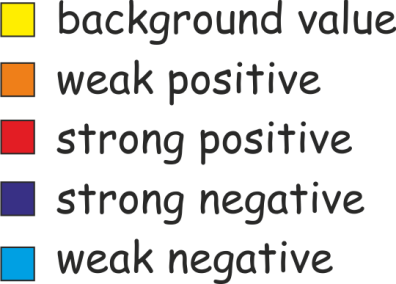 background value
weak positive
strong positive
strong negative
weak negative